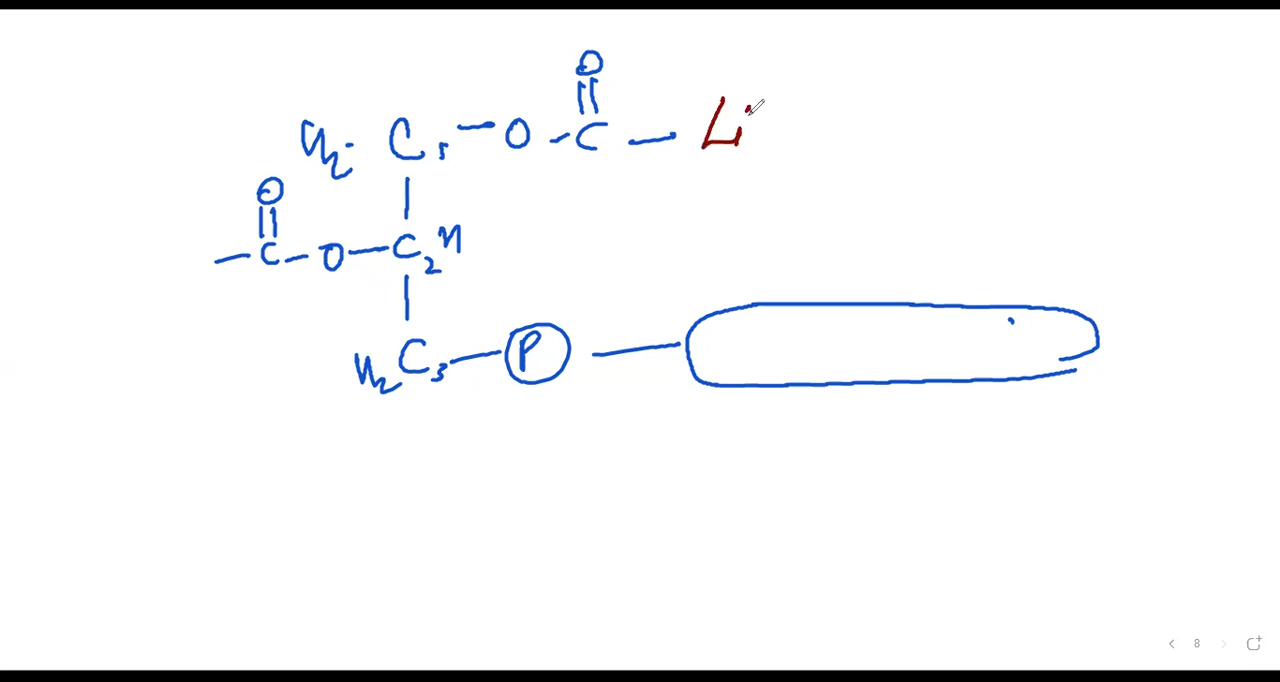 O
H2 C1 - O - C - Li
O
- C - O - C2 H
H2 C3 - P -
8